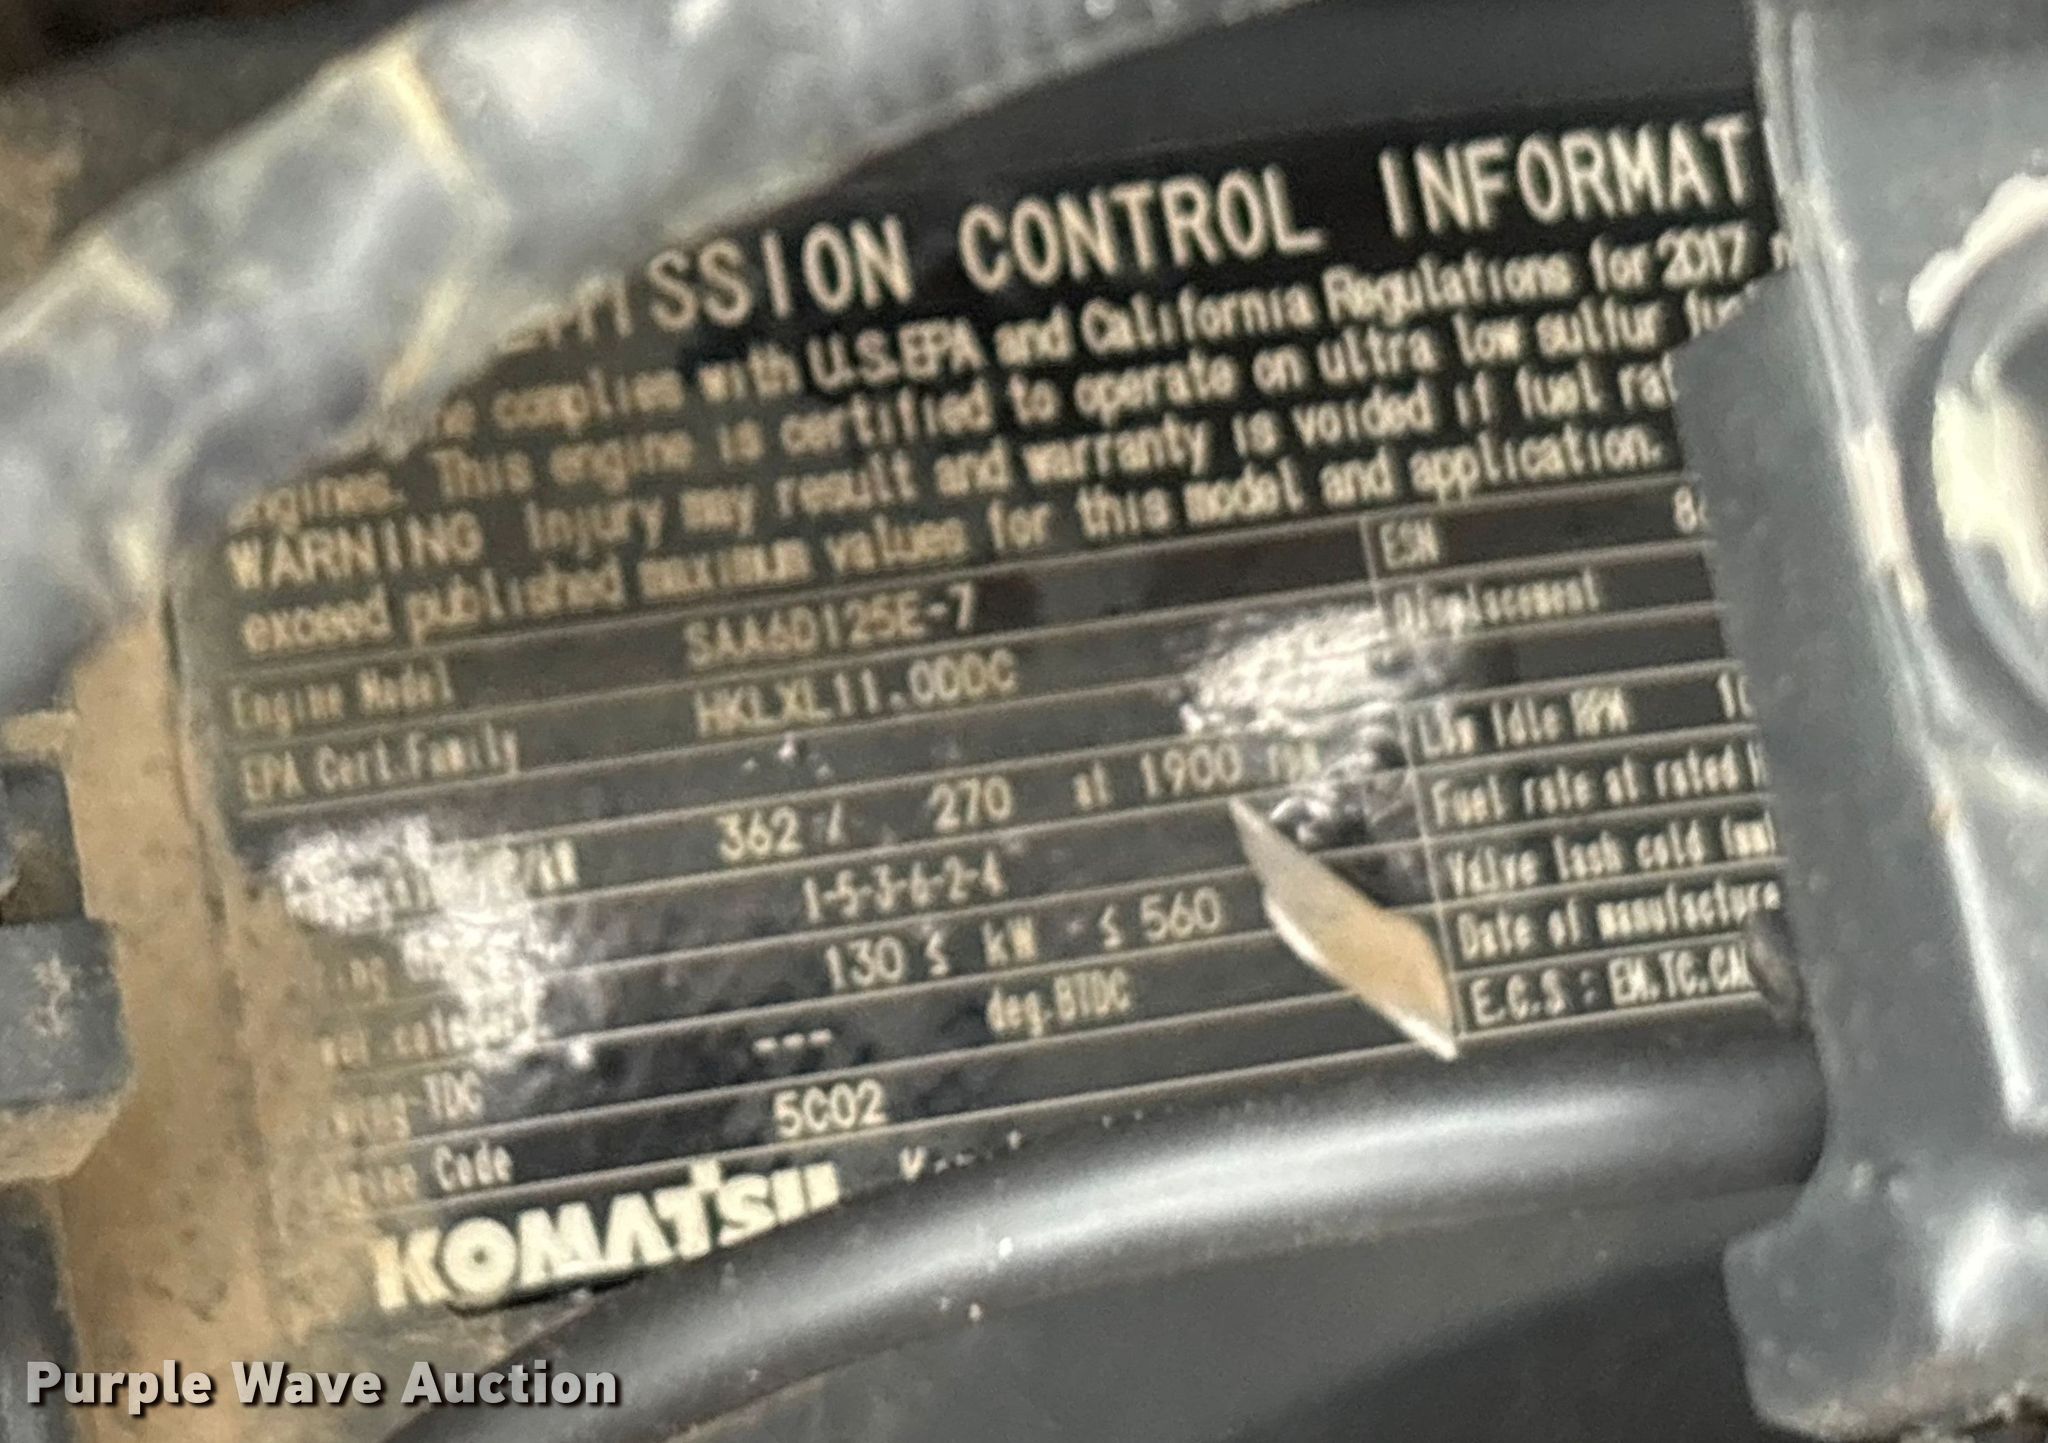 SSION CONTROL INFORMAT
complies with U.S.EPA and California Regulations for 2017
engines. This engine is certified to operate on ultra low sulfur
WARNING Injury may result and warranty is voided if fuel
exceed published maximum values for this model and application.
Engine Model SAA6D125E-7 ESN
EPA Cert.Family HKLXL11.0DDC Displacement
362 / 270 at 1900 rpm Low Idle RPM
1-5-3-6-2-4 Fuel rate at rated
130 ≤ kW ≤ 560 Valve lash cold
TDC --- deg.BTDC Date of manufacture
Code 5C02 E.C.S : EM.TC.CA
KOMATSU
Purple Wave Auction